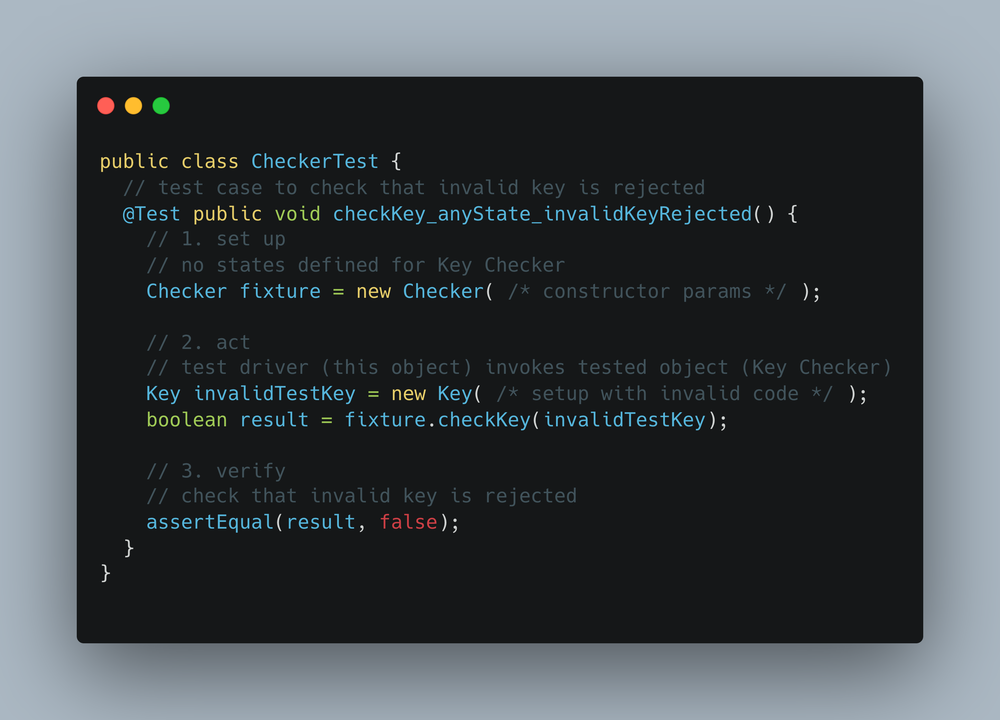 public class CheckerTest {
  // test case to check that invalid key is rejected
  @Test public void checkKey_anyState_invalidKeyRejected() {
    // 1. set up
    // no states defined for Key Checker
    Checker fixture = new Checker( /* constructor params */ );
    // 2. act
    // test driver (this object) invokes tested object (Key Checker)
    Key invalidTestKey = new Key( /* setup with invalid code */ );
    boolean result = fixture.checkKey(invalidTestKey);
    // 3. verify
    // check that invalid key is rejected
    assertEqual(result, false);
  }
}